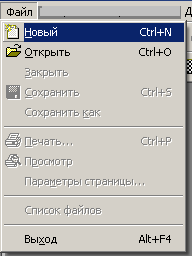 Файл
Новый Ctrl+N
Открыть Ctrl+O
Закрыть
Сохранить Ctrl+S
Сохранить как
Печать... Ctrl+P
Просмотр
Параметры страницы...
Список файлов
Выход Alt+F4